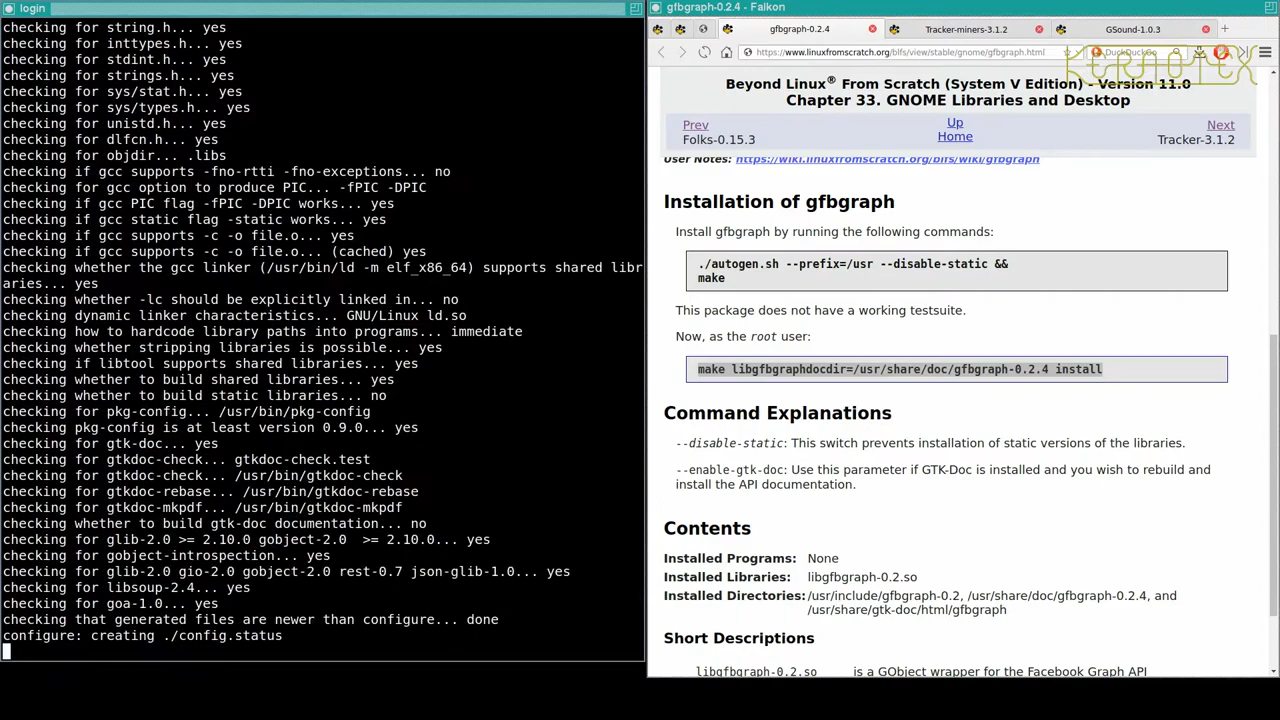 login
checking for string.h... yes
checking for inttypes.h... yes
checking for stdint.h... yes
checking for strings.h... yes
checking for sys/stat.h... yes
checking for sys/types.h... yes
checking for unistd.h... yes
checking for dlfcn.h... yes
checking for objdir... .libs
checking if gcc supports -fno-rtti -fno-exceptions... no
checking for gcc option to produce PIC... -fPIC -DPIC
checking if gcc PIC flag -fPIC -DPIC works... yes
checking if gcc static flag -static works... yes
checking if gcc supports -c -o file.o... yes
checking if gcc supports -c -o file.o... (cached) yes
checking whether the gcc linker (/usr/bin/ld -m elf_x86_64) supports shared libr
aries... yes
checking whether -lc should be explicitly linked in... no
checking dynamic linker characteristics... GNU/Linux ld.so
checking how to hardcode library paths into programs... immediate
checking whether stripping libraries is possible... yes
checking if libtool supports shared libraries... yes
checking whether to build shared libraries... yes
checking whether to build static libraries... no
checking for pkg-config... /usr/bin/pkg-config
checking pkg-config is at least version 0.9.0... yes
checking for gtk-doc... yes
checking for gtkdoc-check... gtkdoc-check.test
checking for gtkdoc-check... /usr/bin/gtkdoc-check
checking for gtkdoc-rebase... /usr/bin/gtkdoc-rebase
checking for gtkdoc-mkpdf... /usr/bin/gtkdoc-mkpdf
checking whether to build gtk-doc documentation... no
checking for glib-2.0 >= 2.10.0 gobject-2.0  >= 2.10.0... yes
checking for gobject-introspection... yes
checking for glib-2.0 gio-2.0 gobject-2.0 rest-0.7 json-glib-1.0... yes
checking for libsoup-2.4... yes
checking for goa-1.0... yes
checking that generated files are newer than configure... done
configure: creating ./config.status
gfbgraph-0.2.4 - Falkon
gfbgraph-0.2.4
Tracker-miners-3.1.2
GSound-1.0.3
https://www.linuxfromscratch.org/blfs/view/stable/gnome/gfbgraph.html
DuckDuckGo
KERNOTEX
Beyond Linux® From Scratch (System V Edition) - Version 11.0
Chapter 33. GNOME Libraries and Desktop
Prev
Up
Next
Folks-0.15.3
Home
Tracker-3.1.2
User Notes: https://wiki.linuxfromscratch.org/blfs/wiki/gfbgraph
Installation of gfbgraph
Install gfbgraph by running the following commands:
./autogen.sh --prefix=/usr --disable-static &&
make
This package does not have a working testsuite.
Now, as the root user:
make libgfbgraphdocdir=/usr/share/doc/gfbgraph-0.2.4 install
Command Explanations
--disable-static: This switch prevents installation of static versions of the libraries.
--enable-gtk-doc: Use this parameter if GTK-Doc is installed and you wish to rebuild and
install the API documentation.
Contents
Installed Programs: None
Installed Libraries: libgfbgraph-0.2.so
Installed Directories: /usr/include/gfbgraph-0.2, /usr/share/doc/gfbgraph-0.2.4, and
/usr/share/gtk-doc/html/gfbgraph
Short Descriptions
libgfbgraph-0.2.so is a GObject wrapper for the Facebook Graph API